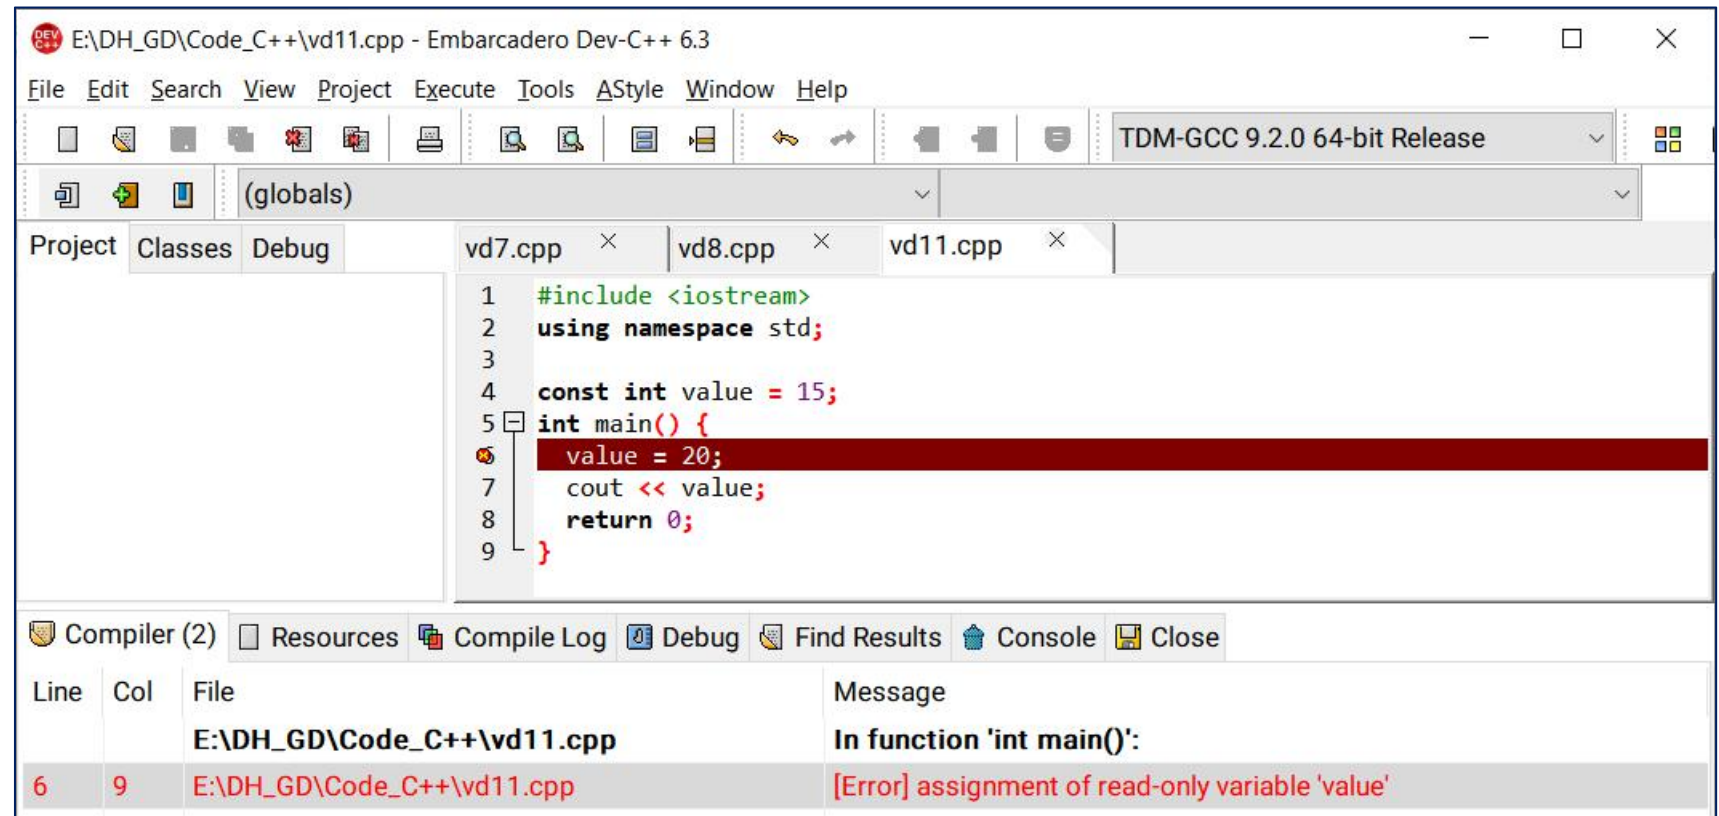 E:\DH_GD\Code_C++\vd11.cpp - Embarcadero Dev-C++ 6.3
File Edit Search View Project Execute Tools AStyle Window Help
TDM-GCC 9.2.0 64-bit Release
(globals)
Project Classes Debug
vd7.cpp vd8.cpp vd11.cpp
1 #include <iostream>
2 using namespace std;
3
4 const int value = 15;
5 int main() {
value = 20;
7 cout << value;
8 return 0;
9 }
Compiler (2) Resources Compile Log Debug Find Results Console Close
Line Col File Message
E:\DH_GD\Code_C++\vd11.cpp In function 'int main()':
6 9 E:\DH_GD\Code_C++\vd11.cpp [Error] assignment of read-only variable 'value'